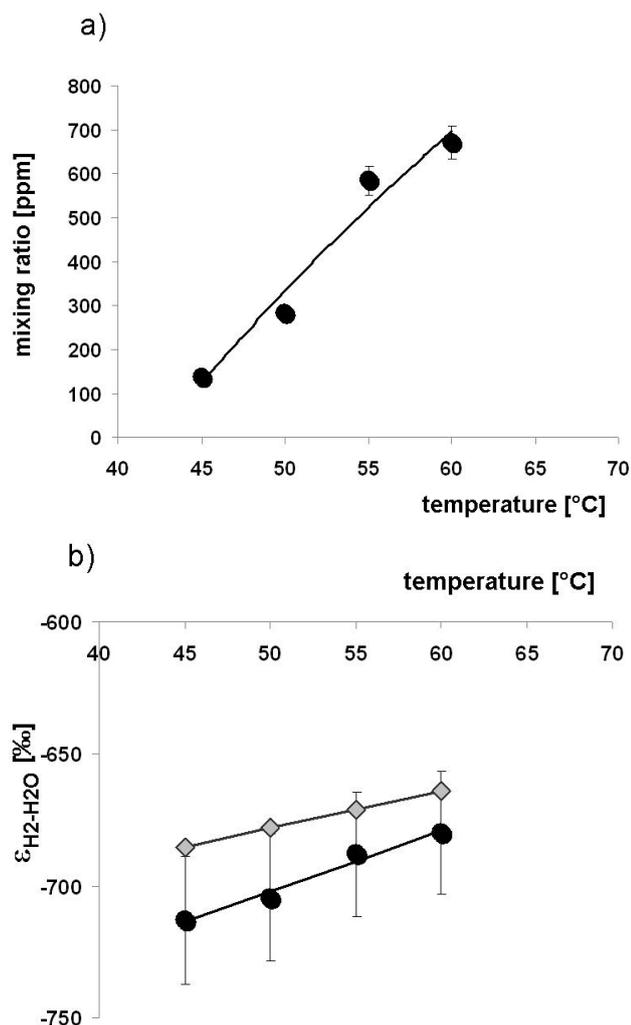 a)
mixing ratio [ppm]
800
700
600
500
400
300
200
100
0
40 45 50 55 60 65 70
temperature [°C]
b)
temperature [°C]
εH2-H2O [‰]
-600
40 45 50 55 60 65 70
-650
-700
-750